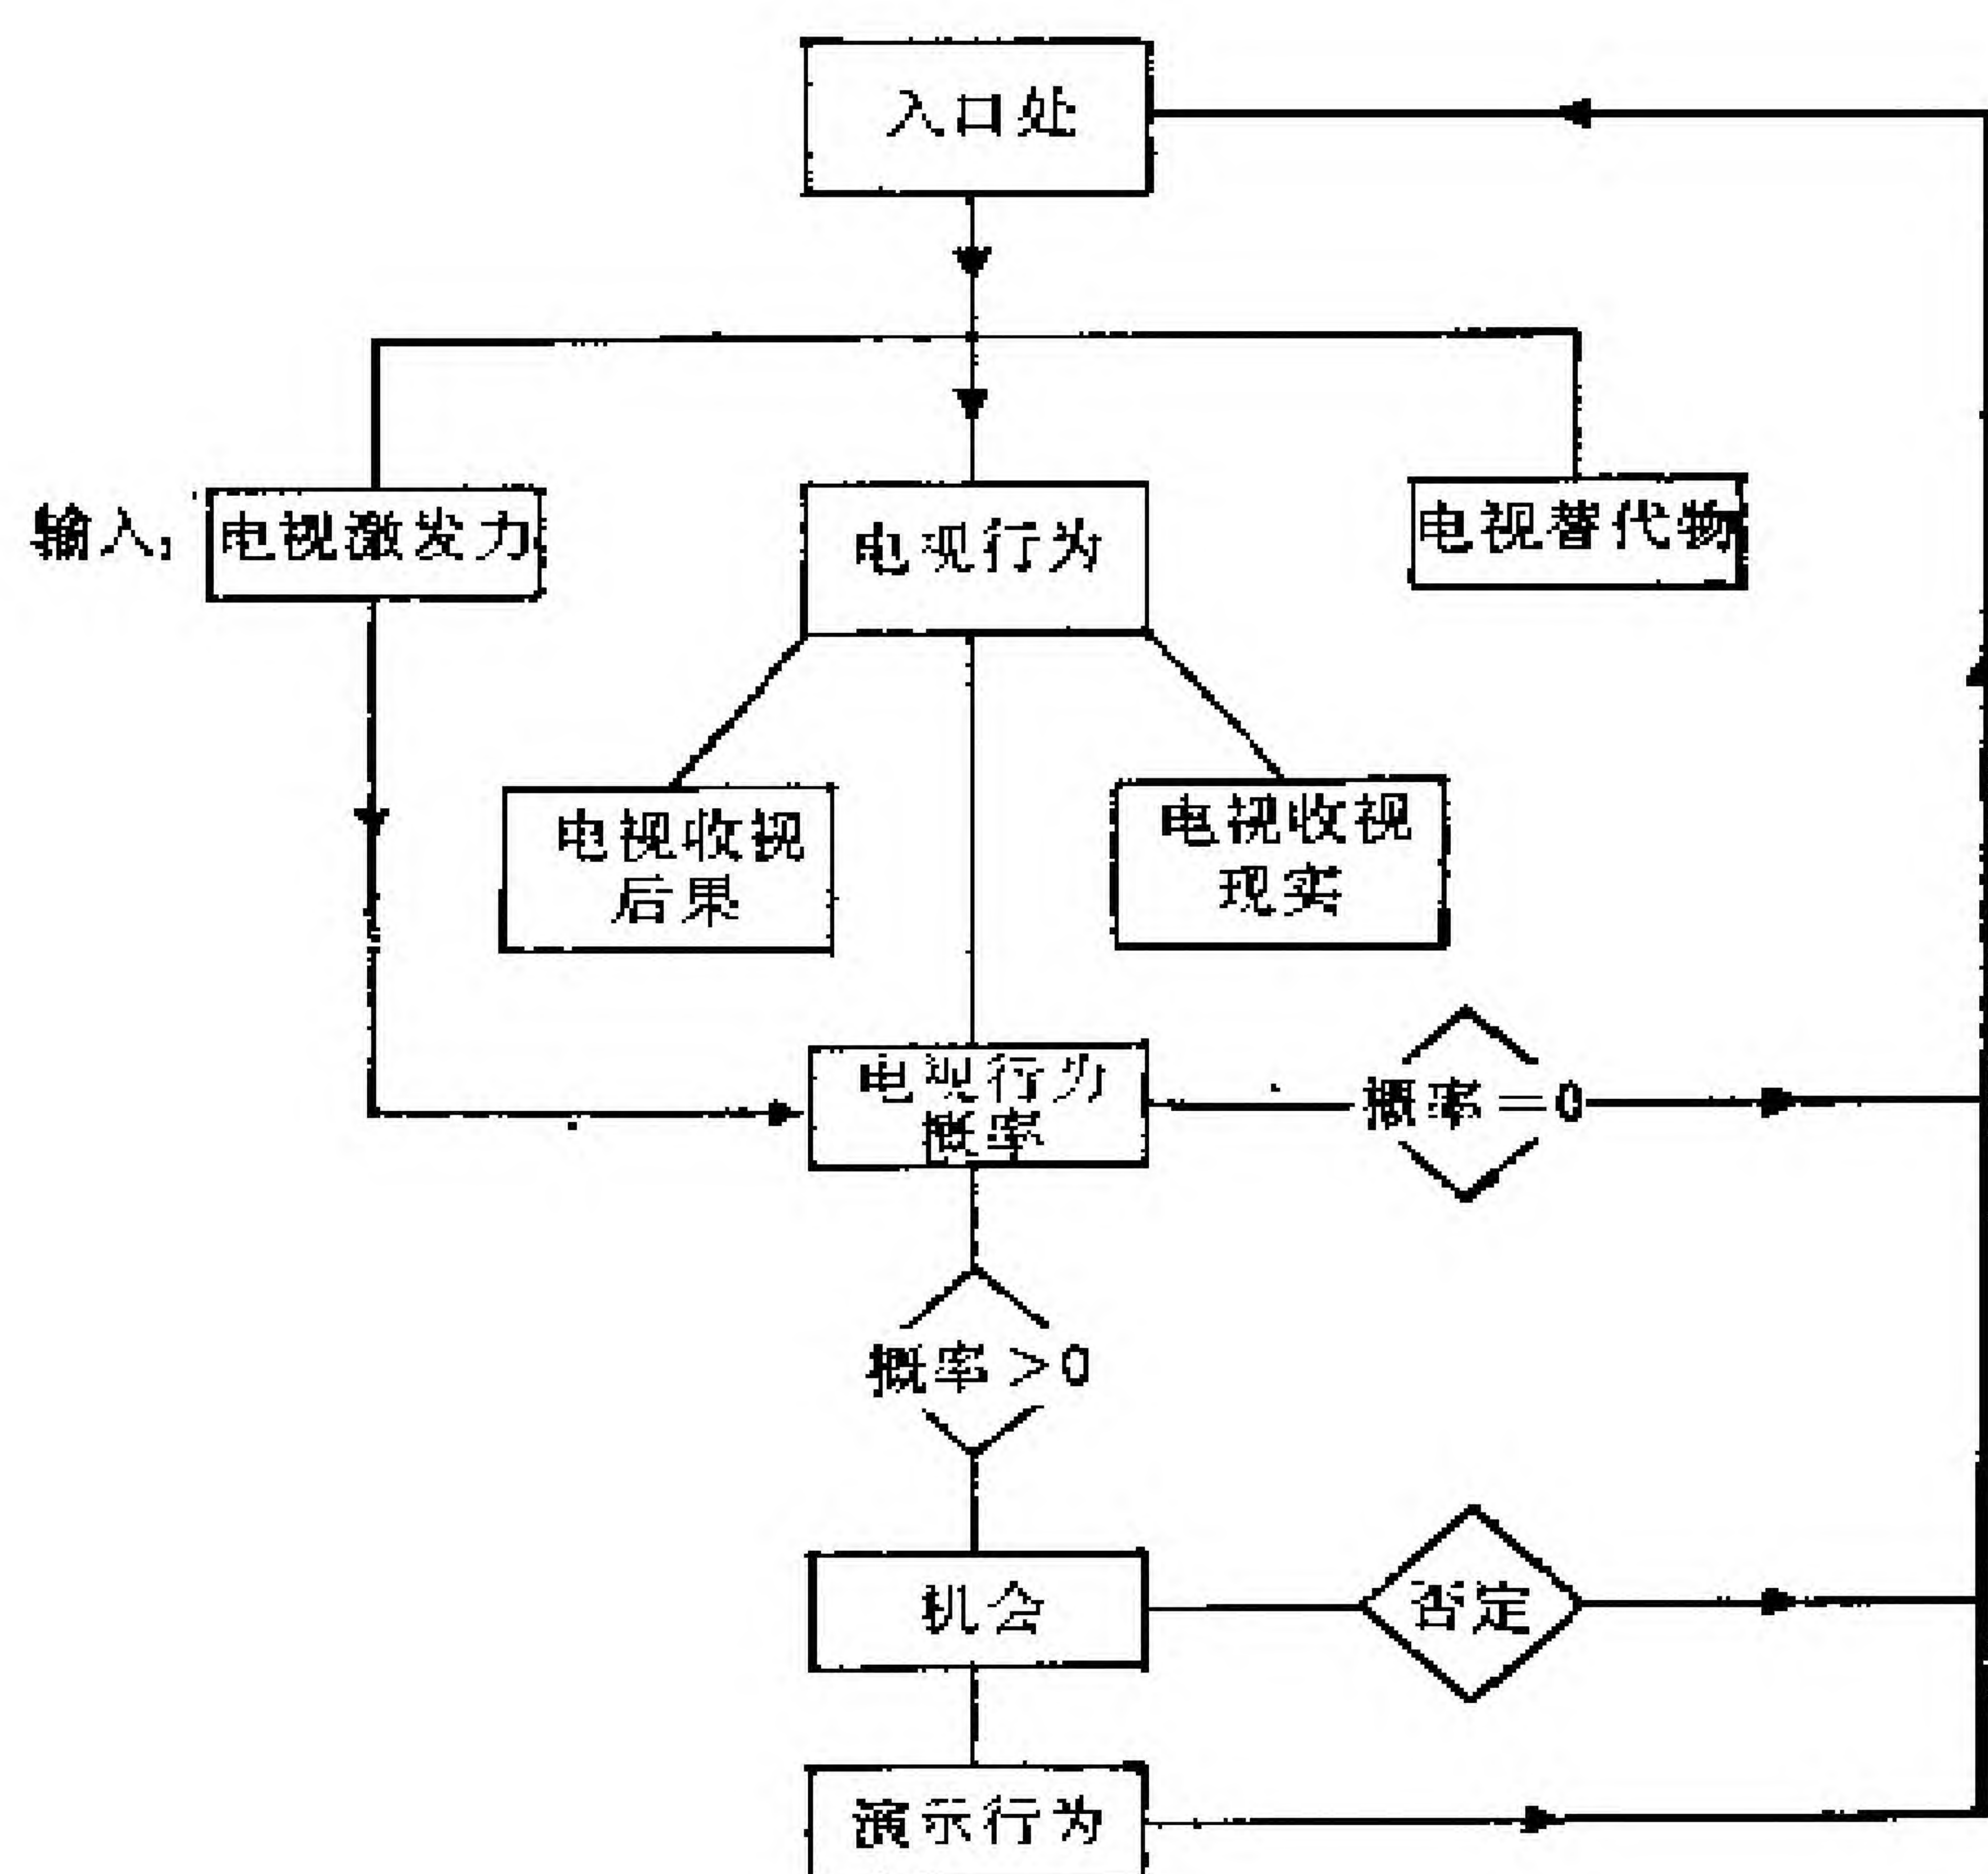 入口处
输入:
电视激发力
电视行为
电视替代物
电视收视
后果
电视收视
现实
电视行为
概率
概率=0
概率>0
机会
否定
演示行为